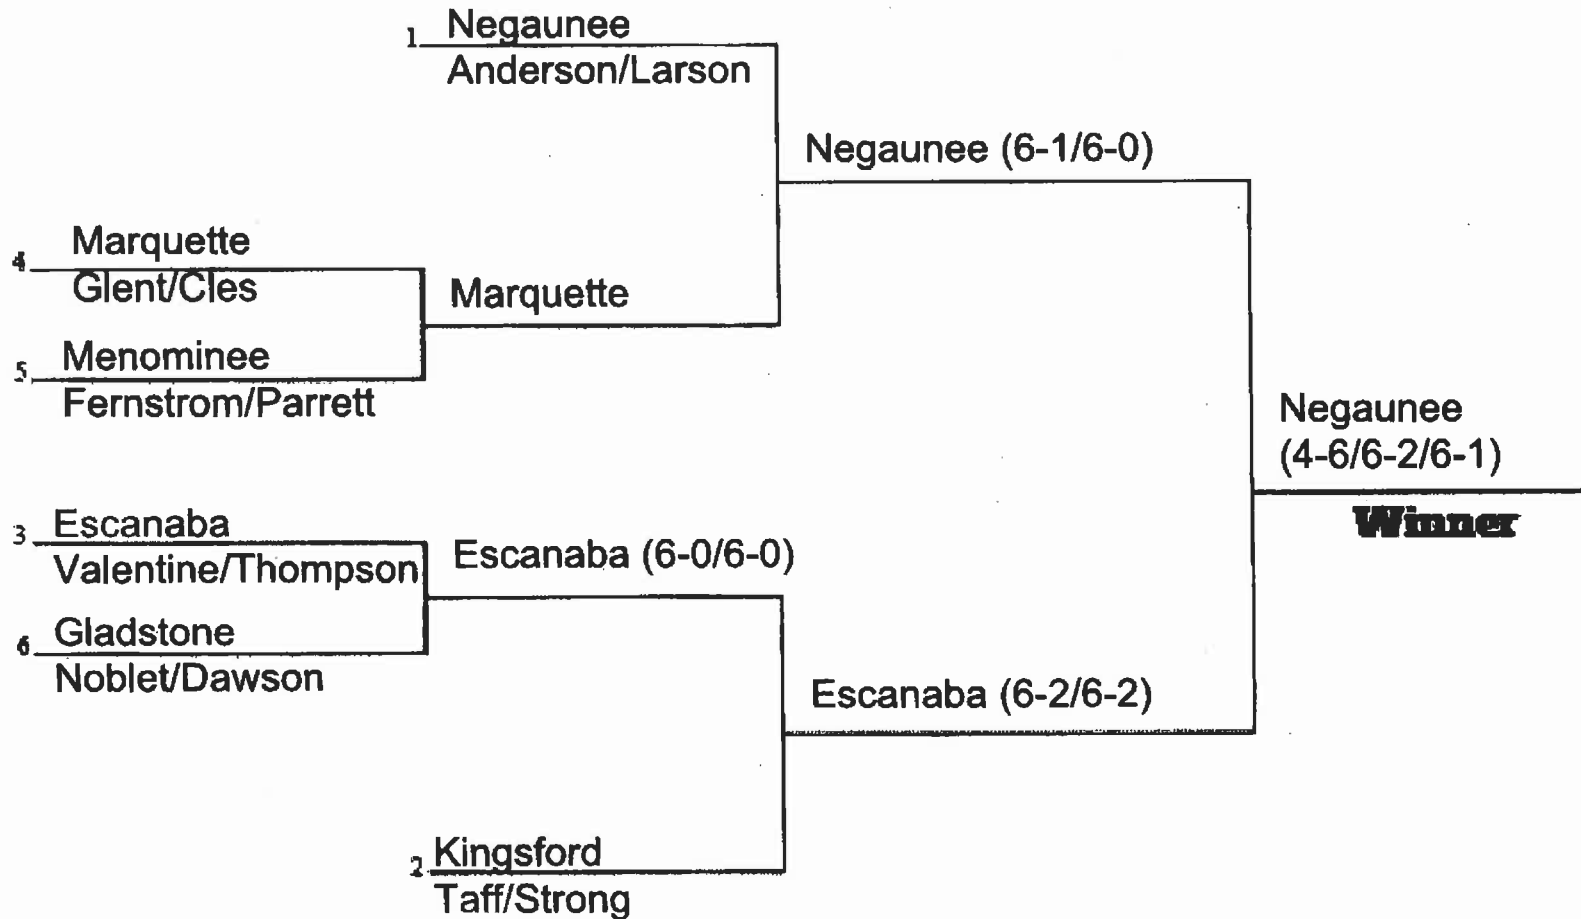 1 Negaunee
Anderson/Larson
Negaunee (6-1/6-0)
4 Marquette
Glent/Cles
Marquette
5 Menominee
Fernstrom/Parrett
Negaunee
(4-6/6-2/6-1)
Winner
3 Escanaba
Valentine/Thompson
Escanaba (6-0/6-0)
6 Gladstone
Noblet/Dawson
Escanaba (6-2/6-2)
2 Kingsford
Taff/Strong